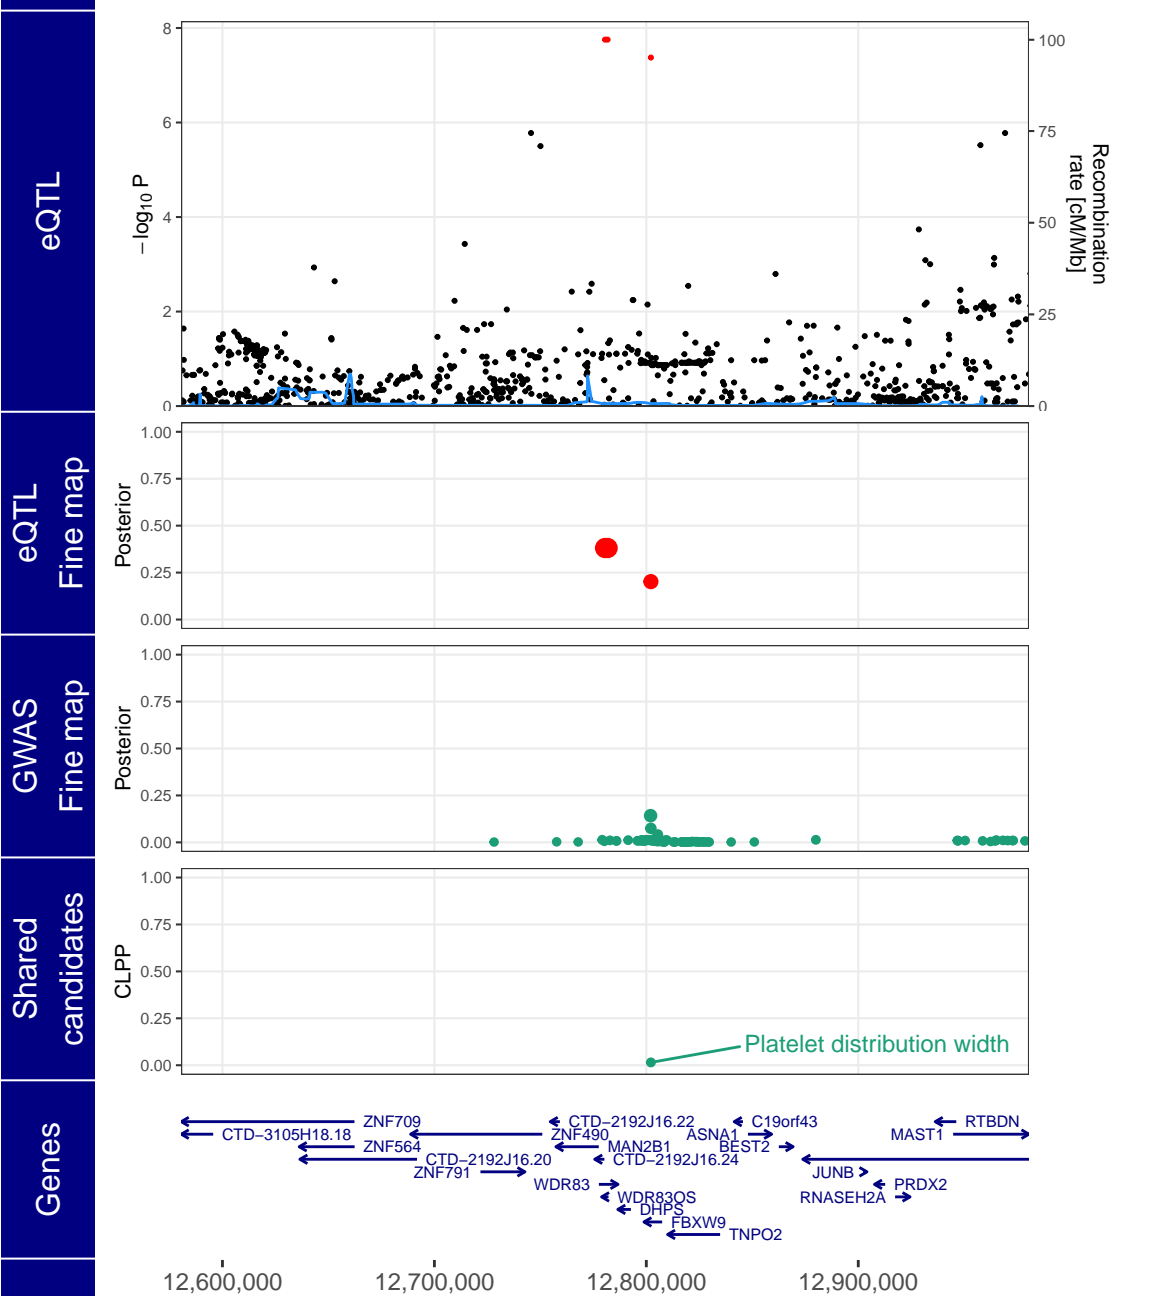 eQTL
−log10 P
8
6
4
2
0
100
75
50
25
0
Recombination
rate [cM/Mb]
eQTL
Fine map
Posterior
1.00
0.75
0.50
0.25
0.00
GWAS
Fine map
Posterior
1.00
0.75
0.50
0.25
0.00
Shared
candidates
CLPP
1.00
0.75
0.50
0.25
0.00
Platelet distribution width
Genes
ZNF709 CTD−2192J16.22 C19orf43 RTBDN
CTD−3105H18.18 ZNF490 ASNA1 MAST1
ZNF564 MAN2B1 BEST2
CTD−2192J16.20 CTD−2192J16.24
ZNF791 JUNB
WDR83 PRDX2
WDR83OS RNASEH2A
DHPS
FBXW9
TNPO2
12,600,000 12,700,000 12,800,000 12,900,000